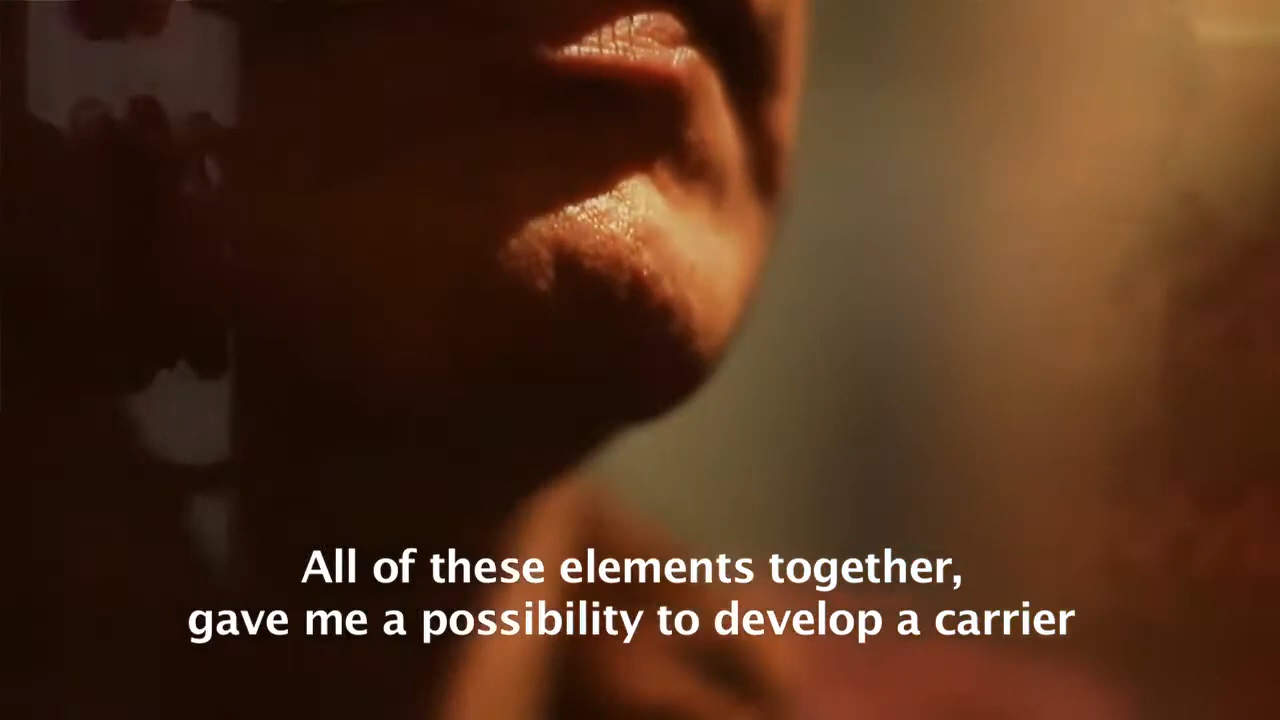 All of these elements together,
gave me a possibility to develop a carrier